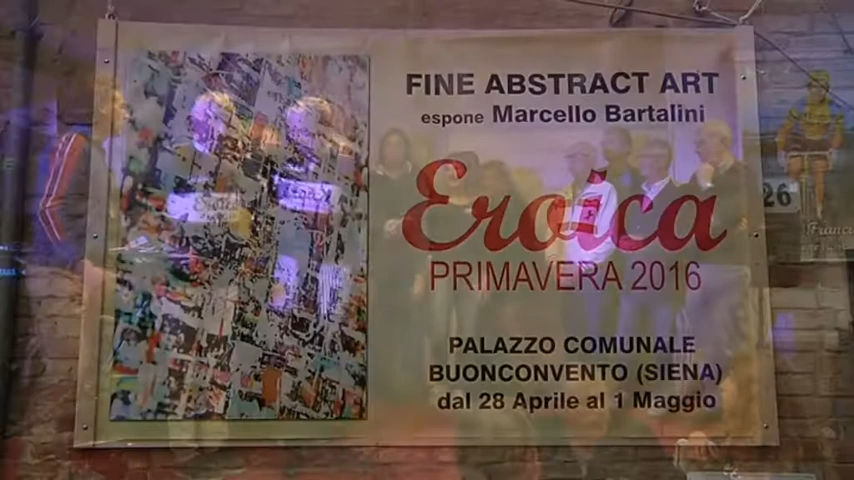 FINE ABSTRACT ART
espone Marcello Bartalini
Eroica
PRIMAVERA 2016
PALAZZO COMUNALE
BUONCONVENTO (SIENA)
dal 28 Aprile al 1 Maggio
26